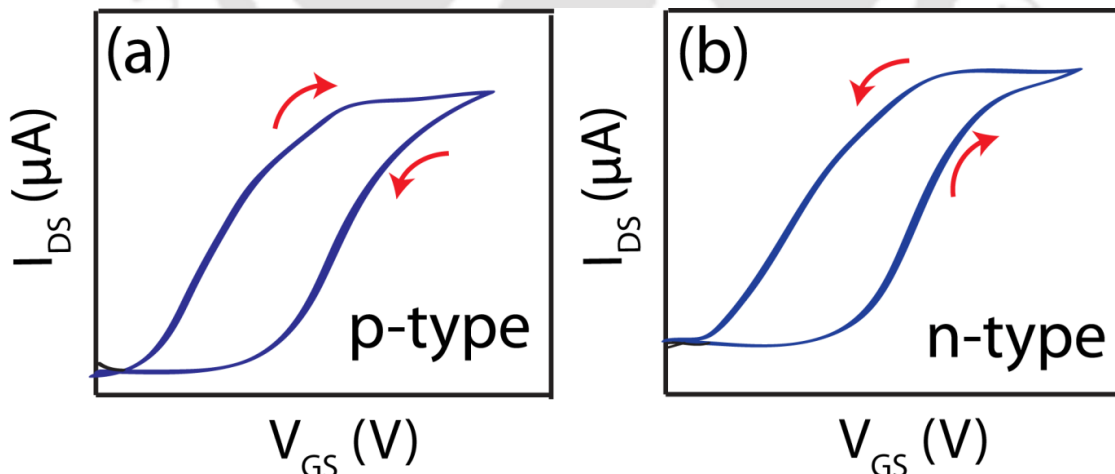 (a)
I_DS (μA)
p-type
V_GS (V)
(b)
I_DS (μA)
n-type
V_GS (V)